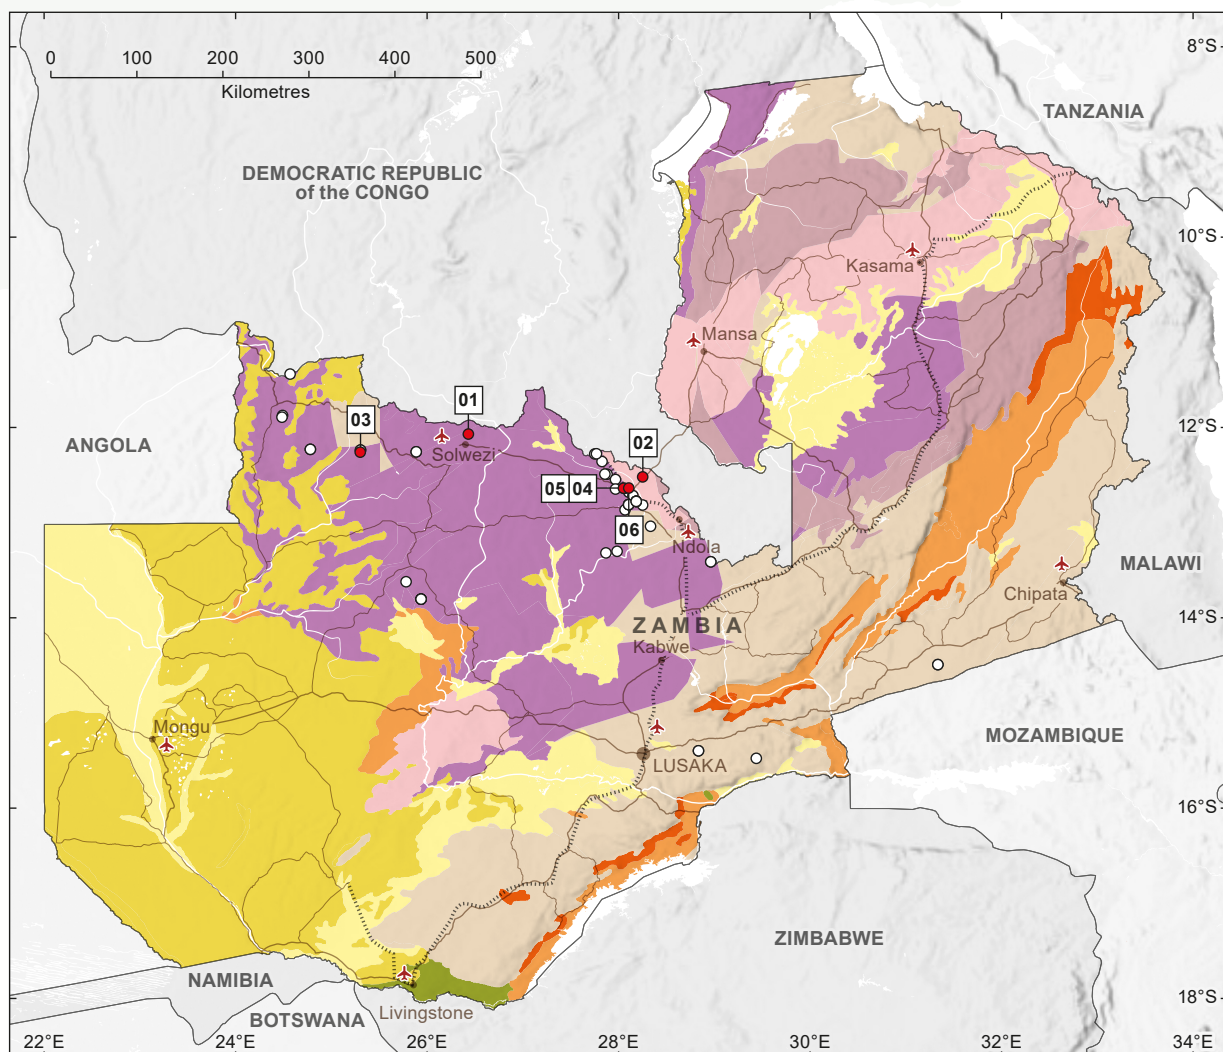 0 100 200 300 400 500
Kilometres
8°S
TANZANIA
DEMOCRATIC REPUBLIC
of the CONGO
10°S
Kasama
Mansa
01
03
12°S
ANGOLA
02
Solwezi
05 04
06
Ndola
MALAWI
Chipata
14°S
ZAMBIA
Kabwe
Mongu
MOZAMBIQUE
LUSAKA
16°S
ZIMBABWE
NAMIBIA
18°S
Livingstone
BOTSWANA
22°E 24°E 26°E 28°E 30°E 32°E 34°E